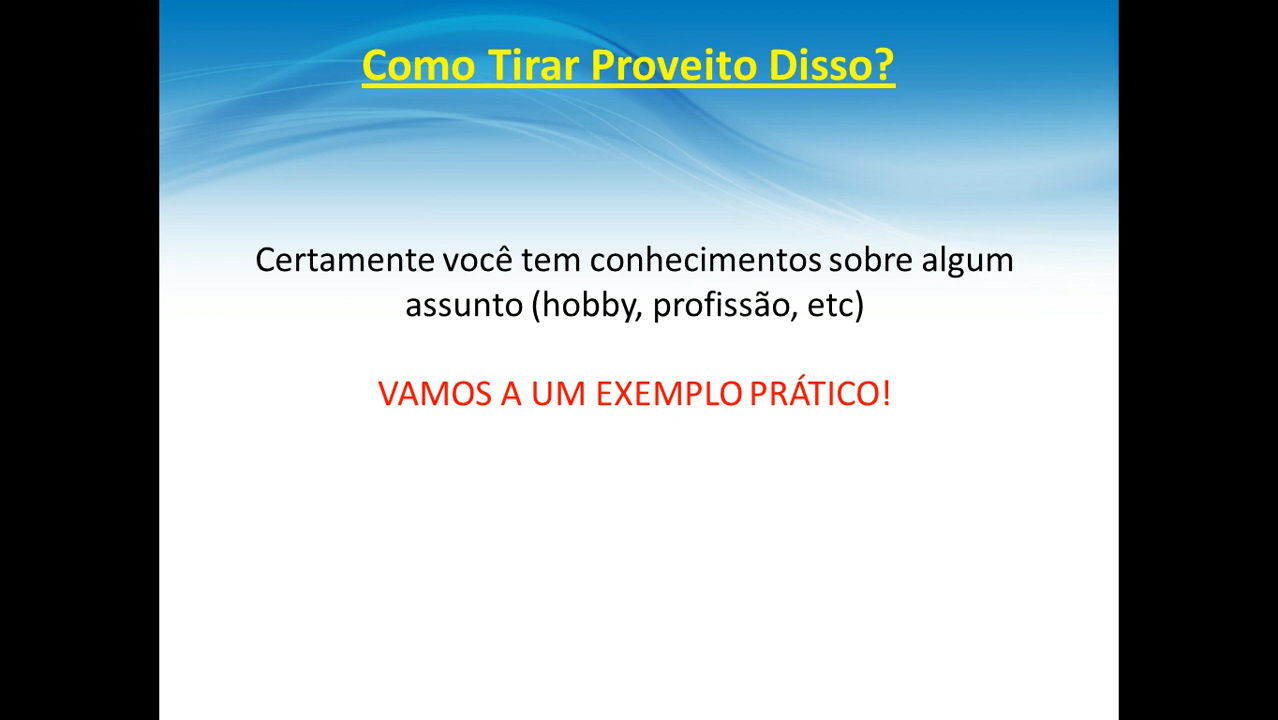 Como Tirar Proveito Disso?
Certamente você tem conhecimentos sobre algum
assunto (hobby, profissão, etc)
VAMOS A UM EXEMPLO PRÁTICO!